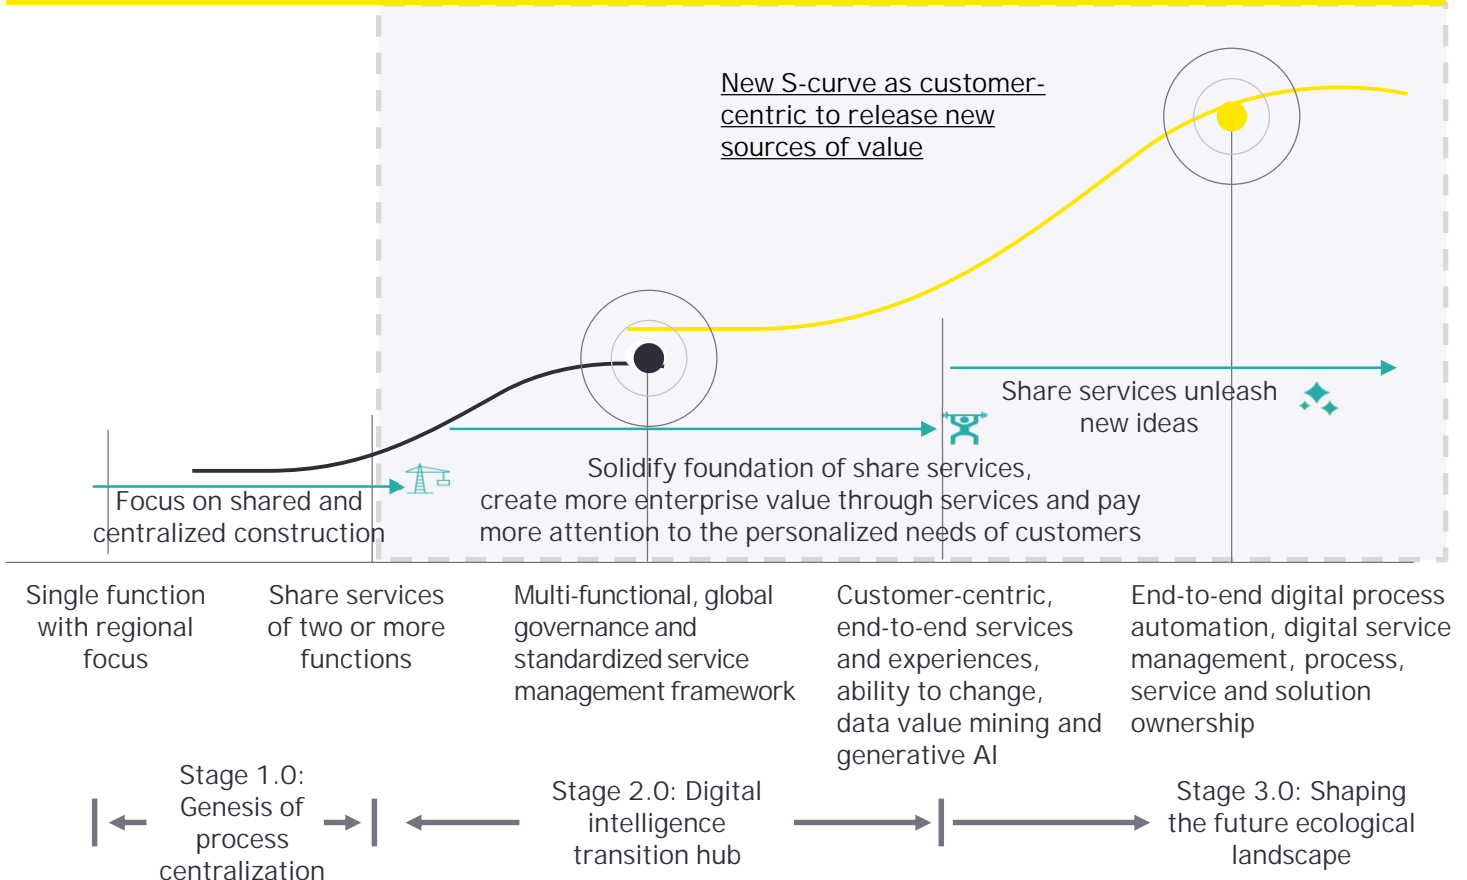 New S-curve as customer-
centric to release new
sources of value
Share services unleash
new ideas
Solidify foundation of share services,
create more enterprise value through services and pay
more attention to the personalized needs of customers
Focus on shared and
centralized construction
Single function
with regional
focus
Share services
of two or more
functions
Multi-functional, global
governance and
standardized service
management framework
Customer-centric,
end-to-end services
and experiences,
ability to change,
data value mining and
generative AI
End-to-end digital process
automation, digital service
management, process,
service and solution
ownership
Stage 1.0:
Genesis of
process
centralization
Stage 2.0: Digital
intelligence
transition hub
Stage 3.0: Shaping
the future ecological
landscape